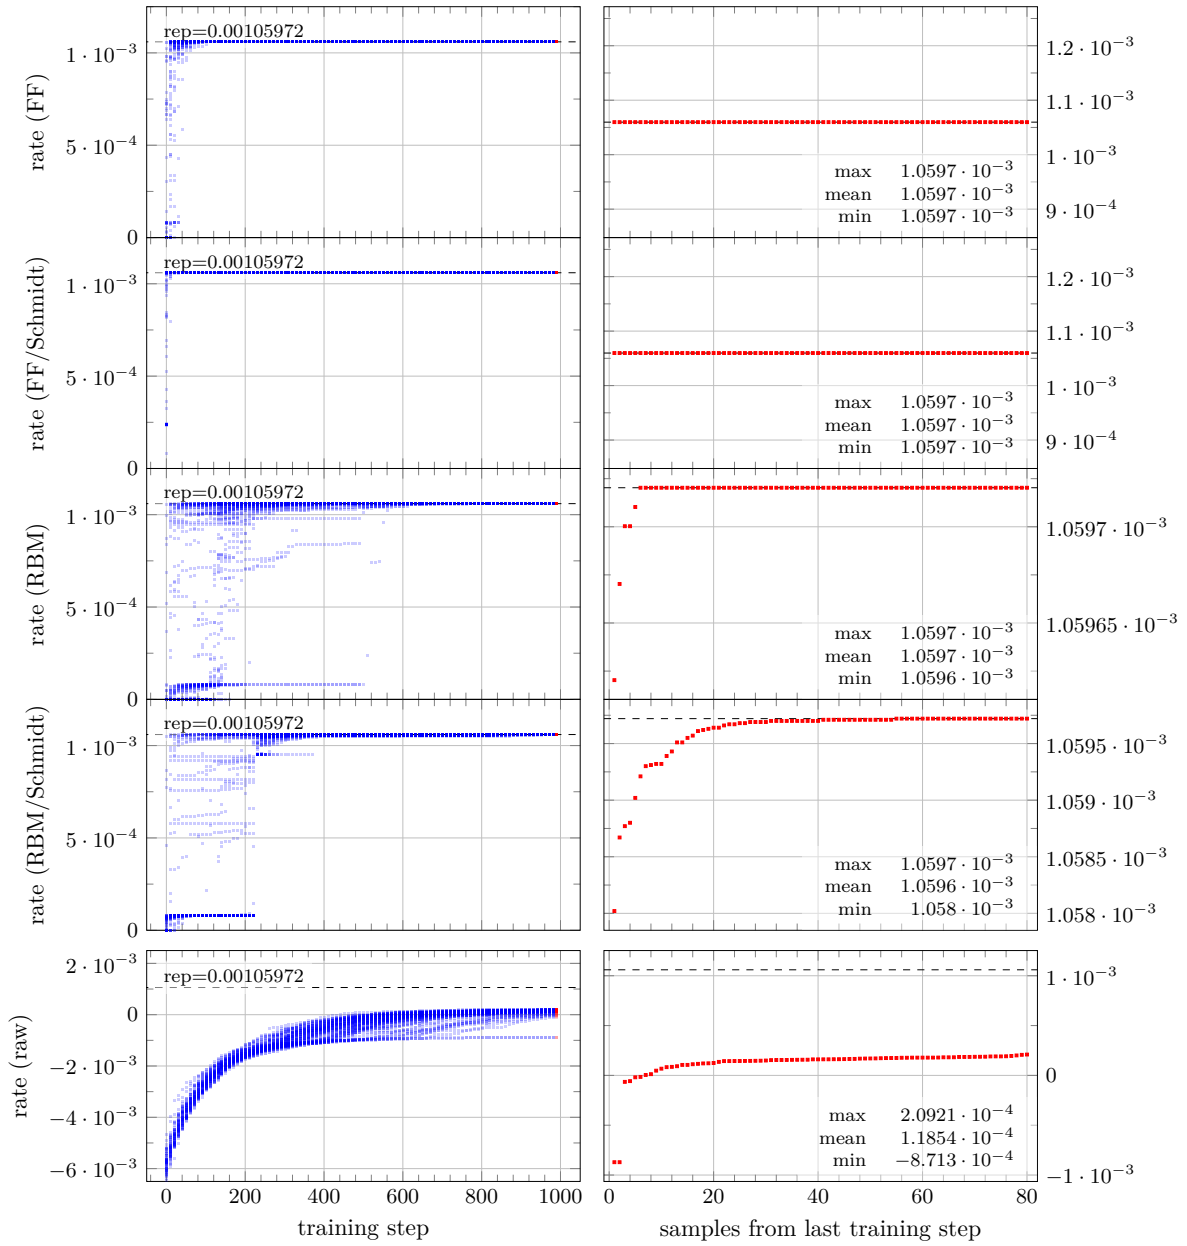 rate (FF)
1 · 10⁻³
5 · 10⁻⁴
0
rep=0.00105972
1.2 · 10⁻³
1.1 · 10⁻³
1 · 10⁻³
9 · 10⁻⁴
max 1.0597 · 10⁻³
mean 1.0597 · 10⁻³
min 1.0597 · 10⁻³
rate (FF/Schmidt)
1 · 10⁻³
5 · 10⁻⁴
0
rep=0.00105972
1.2 · 10⁻³
1.1 · 10⁻³
1 · 10⁻³
9 · 10⁻⁴
max 1.0597 · 10⁻³
mean 1.0597 · 10⁻³
min 1.0597 · 10⁻³
rate (RBM)
1 · 10⁻³
5 · 10⁻⁴
0
rep=0.00105972
1.0597 · 10⁻³
1.05965 · 10⁻³
max 1.0597 · 10⁻³
mean 1.0597 · 10⁻³
min 1.0596 · 10⁻³
rate (RBM/Schmidt)
1 · 10⁻³
5 · 10⁻⁴
0
rep=0.00105972
1.0595 · 10⁻³
1.059 · 10⁻³
1.0585 · 10⁻³
1.058 · 10⁻³
max 1.0597 · 10⁻³
mean 1.0596 · 10⁻³
min 1.058 · 10⁻³
rate (raw)
2 · 10⁻³
0
−2 · 10⁻³
−4 · 10⁻³
−6 · 10⁻³
rep=0.00105972
0 200 400 600 800 1000
training step
1 · 10⁻³
0
−1 · 10⁻³
max 2.0921 · 10⁻⁴
mean 1.1854 · 10⁻⁴
min −8.713 · 10⁻⁴
0 20 40 60 80
samples from last training step